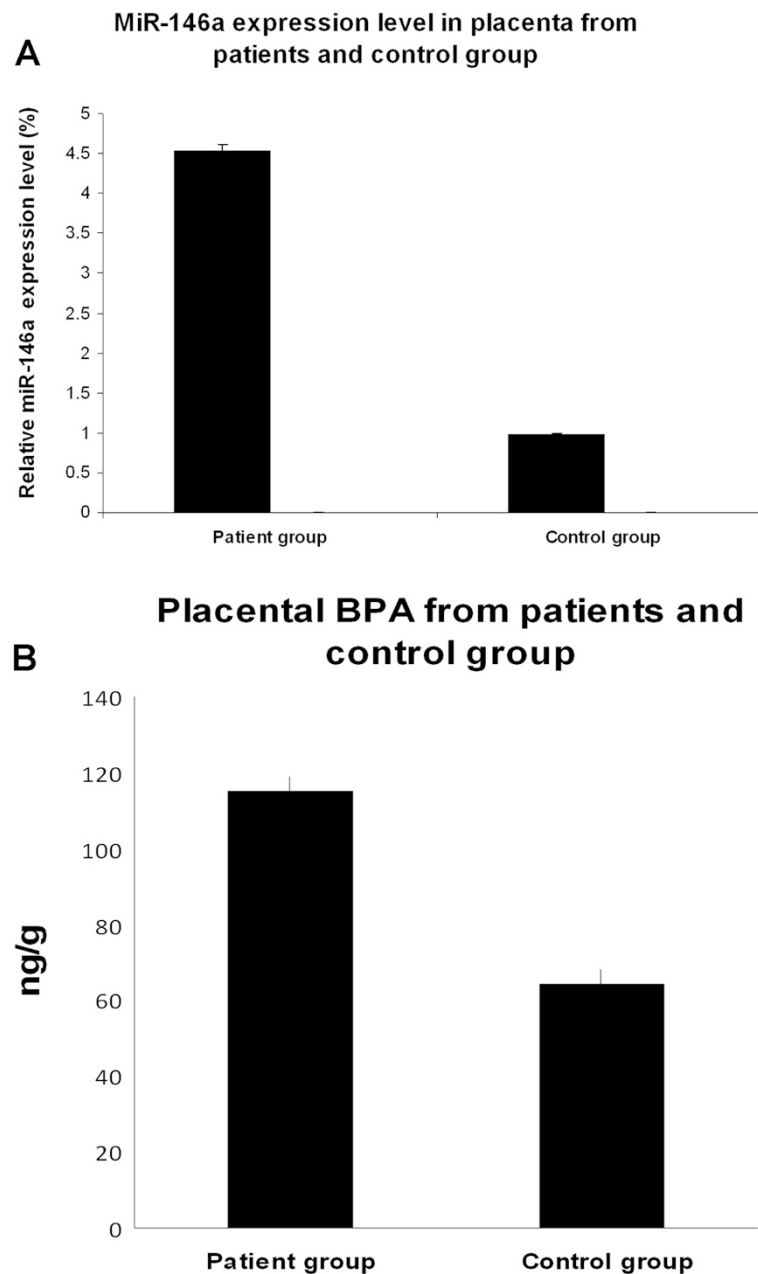 MiR-146a expression level in placenta from
patients and control group
A
Relative miR-146a expression level (%)
5
4.5
4
3.5
3
2.5
2
1.5
1
0.5
0
Patient group
Control group
Placental BPA from patients and
control group
B
ng/g
140
120
100
80
60
40
20
0
Patient group
Control group